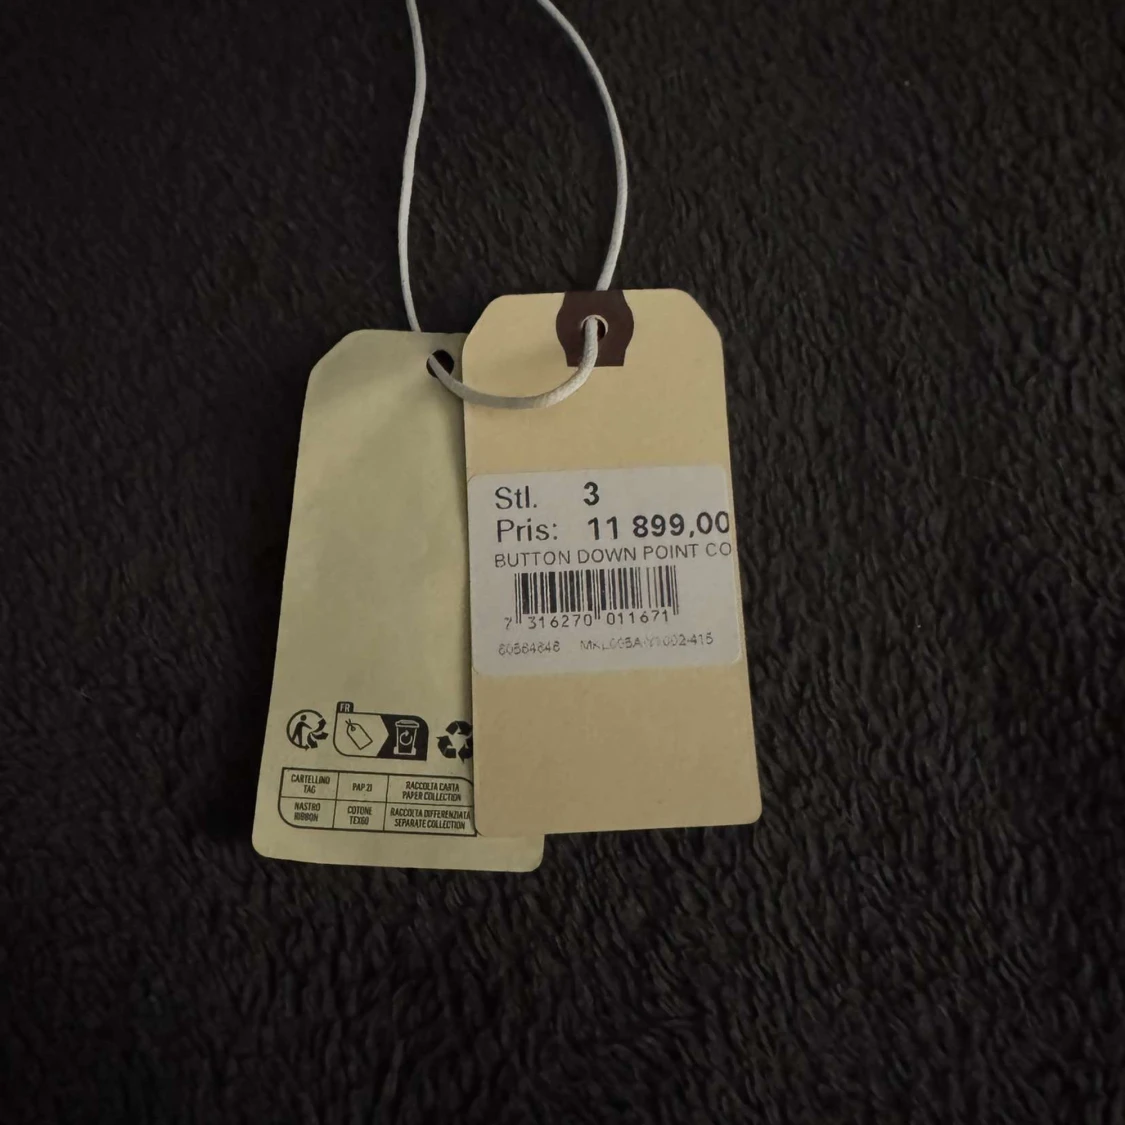 Stl. 3
Pris: 11 899,00
BUTTON DOWN POINT CO
7 316270 011671
60584848
FR
CARTELLINO TAG
PAP 21
RACCOLTA CARTA PAPER COLLECTION
NASTRO RIBBON
COTONE TEX60
RACCOLTA DIFFERENZIATA SEPARATE COLLECTION